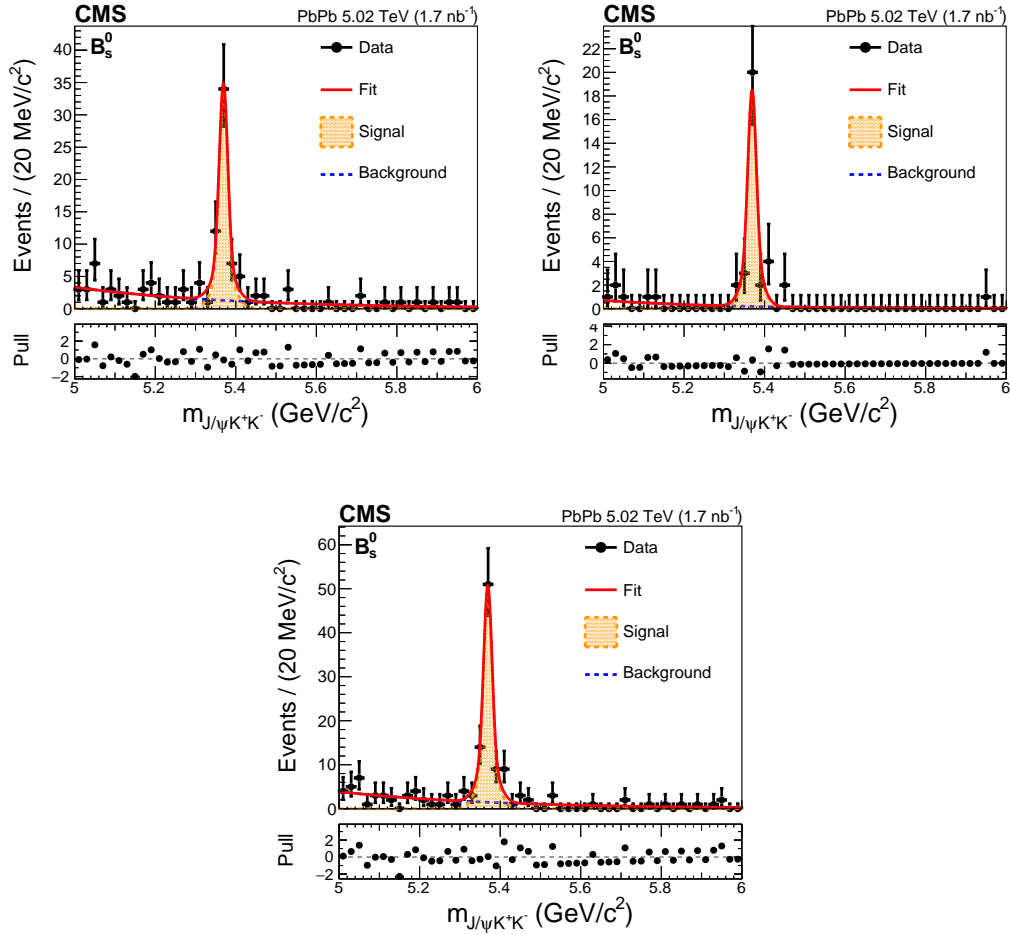 CMS PbPb 5.02 TeV (1.7 nb⁻¹)
B⁰ₛ
Data
Fit
Signal
Background
Events / (20 MeV/c²)
40
35
30
25
20
15
10
5
0
Pull
2
0
−2
5 5.2 5.4 5.6 5.8 6
m_J/ψK⁺K⁻ (GeV/c²)
CMS PbPb 5.02 TeV (1.7 nb⁻¹)
B⁰ₛ
Data
Fit
Signal
Background
Events / (20 MeV/c²)
22
20
18
16
14
12
10
8
6
4
2
0
Pull
4
2
0
5 5.2 5.4 5.6 5.8 6
m_J/ψK⁺K⁻ (GeV/c²)
CMS PbPb 5.02 TeV (1.7 nb⁻¹)
B⁰ₛ
Data
Fit
Signal
Background
Events / (20 MeV/c²)
60
50
40
30
20
10
0
Pull
2
0
−2
5 5.2 5.4 5.6 5.8 6
m_J/ψK⁺K⁻ (GeV/c²)